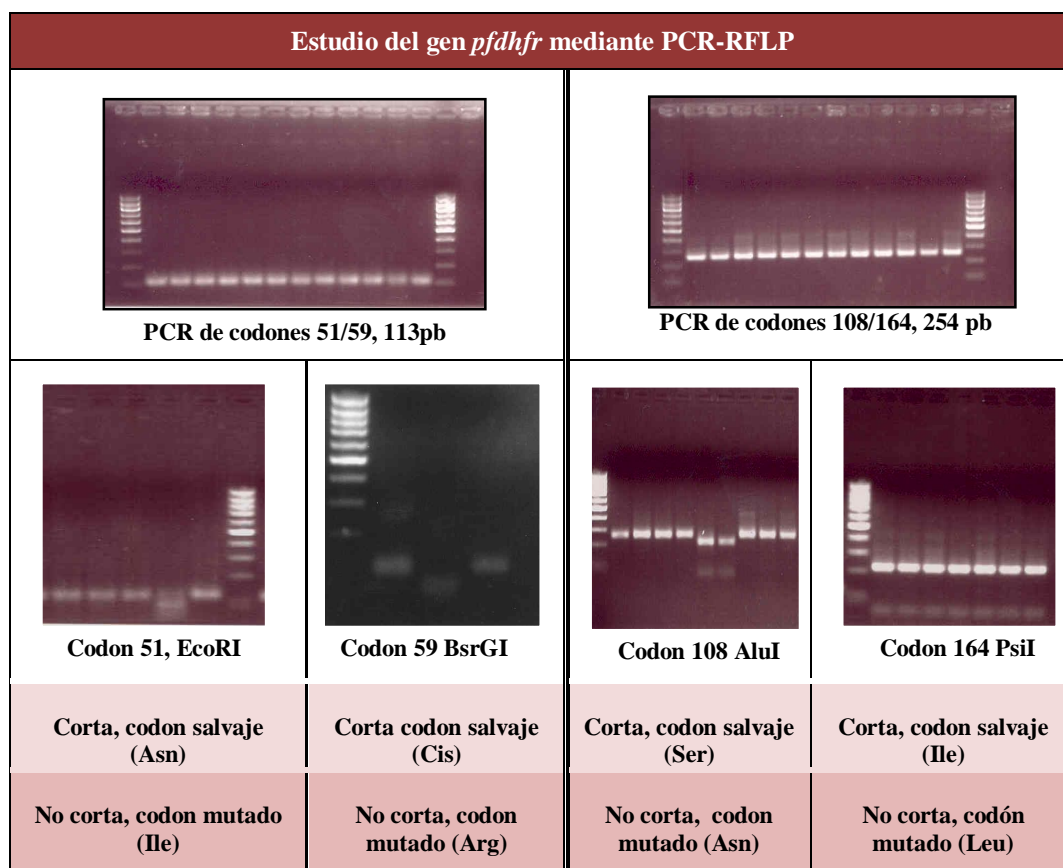 Estudio del gen pfdhfr mediante PCR-RFLP
PCR de codones 51/59, 113pb
PCR de codones 108/164, 254 pb
Codon 51, EcoRI
Codon 59 BsrGI
Codon 108 AluI
Codon 164 PsiI
Corta, codon salvaje
(Asn)
Corta codon salvaje
(Cis)
Corta, codon salvaje
(Ser)
Corta, codon salvaje
(Ile)
No corta, codon mutado
(Ile)
No corta, codon
mutado (Arg)
No corta, codon
mutado (Asn)
No corta, codón
mutado (Leu)